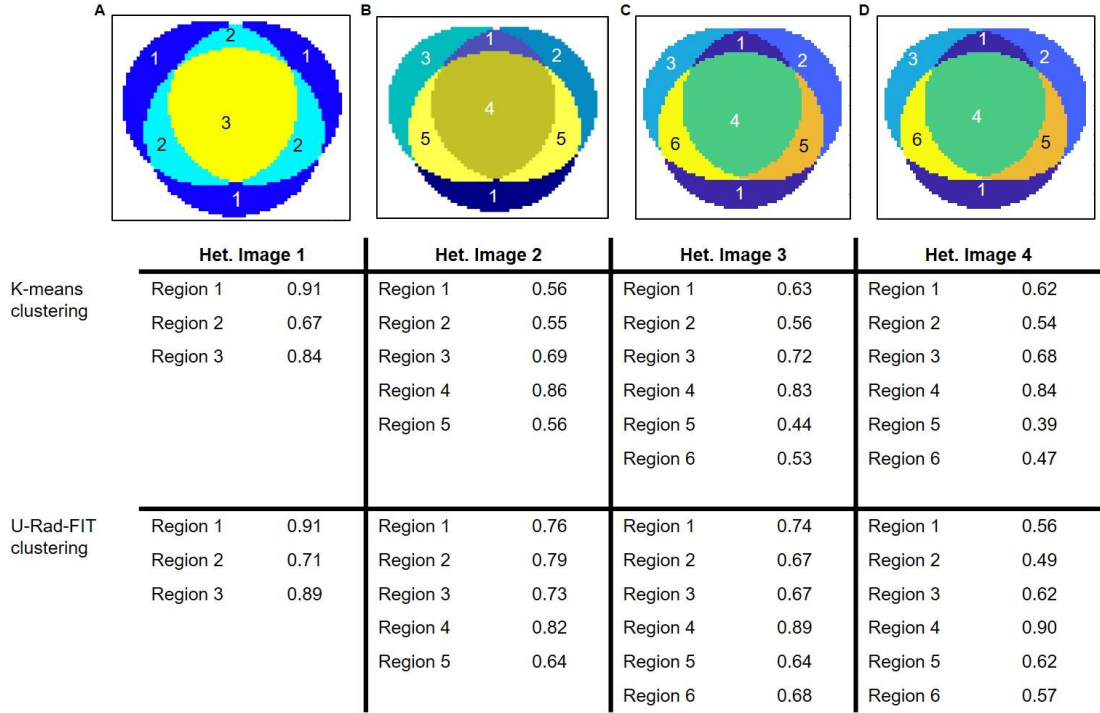 A B C D
1 2 1 3 2 2
3 1 2 4 5 5 1
3 1 2 4 6 5 1
3 1 2 4 6 5 1
Het. Image 1 Het. Image 2 Het. Image 3 Het. Image 4
K-means clustering
Region 1 0.91 Region 1 0.56 Region 1 0.63 Region 1 0.62
Region 2 0.67 Region 2 0.55 Region 2 0.56 Region 2 0.54
Region 3 0.84 Region 3 0.69 Region 3 0.72 Region 3 0.68
Region 4 0.86 Region 4 0.83 Region 4 0.84
Region 5 0.56 Region 5 0.44 Region 5 0.39
Region 6 0.53 Region 6 0.47
U-Rad-FIT clustering
Region 1 0.91 Region 1 0.76 Region 1 0.74 Region 1 0.56
Region 2 0.71 Region 2 0.79 Region 2 0.67 Region 2 0.49
Region 3 0.89 Region 3 0.73 Region 3 0.67 Region 3 0.62
Region 4 0.82 Region 4 0.89 Region 4 0.90
Region 5 0.64 Region 5 0.64 Region 5 0.62
Region 6 0.68 Region 6 0.57